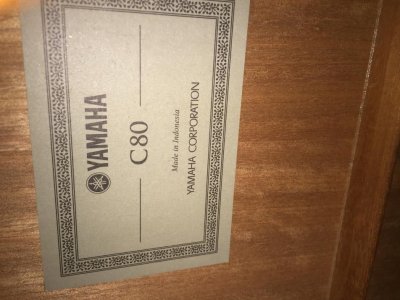 YAMAHA
C80
Made in Indonesia
YAMAHA CORPORATION